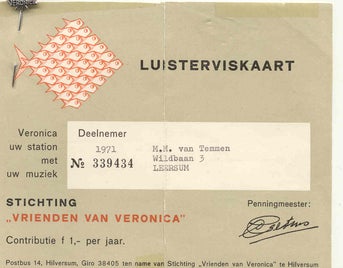 LUISTERVISKAART
Veronica
uw station
met
uw muziek
Deelnemer
1971
№ 339434
M.M. van Temmen
Wildbaan 3
LEERSUM
STICHTING
„VRIENDEN VAN VERONICA”
Contributie f 1,- per jaar.
Penningmeester:
Postbus 14, Hilversum, Giro 38405 ten name van Stichting „Vrienden van Veronica” te Hilversum